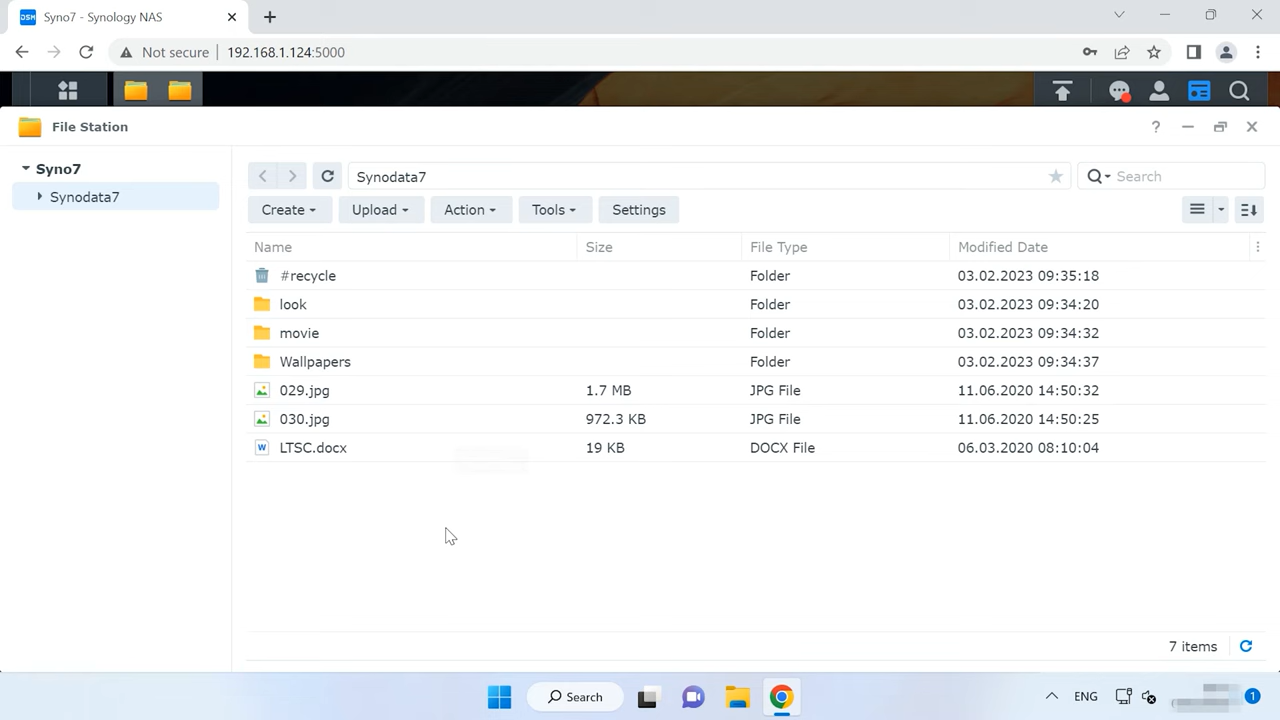 DSM Syno7 - Synology NAS
Not secure 192.168.1.124:5000
File Station
?
Syno7
Synodata7
Synodata7
Search
Create Upload Action Tools Settings
Name Size File Type Modified Date
#recycle Folder 03.02.2023 09:35:18
look Folder 03.02.2023 09:34:20
movie Folder 03.02.2023 09:34:32
Wallpapers Folder 03.02.2023 09:34:37
029.jpg 1.7 MB JPG File 11.06.2020 14:50:32
030.jpg 972.3 KB JPG File 11.06.2020 14:50:25
W LTSC.docx 19 KB DOCX File 06.03.2020 08:10:04
7 items
Search ENG 1